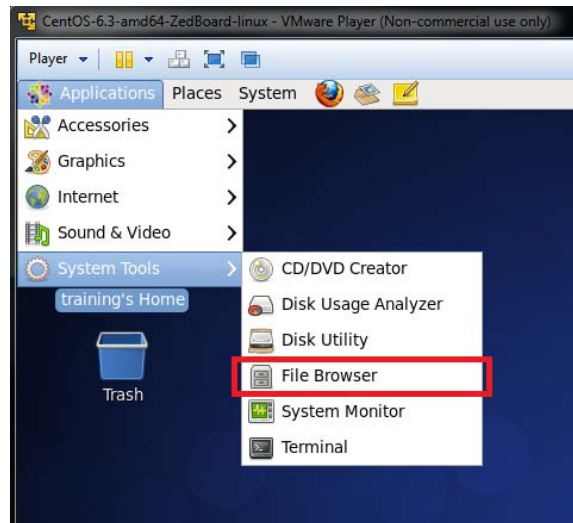 CentOS-6.3-amd64-ZedBoard-linux - VMware Player (Non-commercial use only)
Player
Applications Places System
Accessories
Graphics
Internet
Sound & Video
System Tools
CD/DVD Creator
training's Home
Disk Usage Analyzer
Disk Utility
File Browser
Trash
System Monitor
Terminal